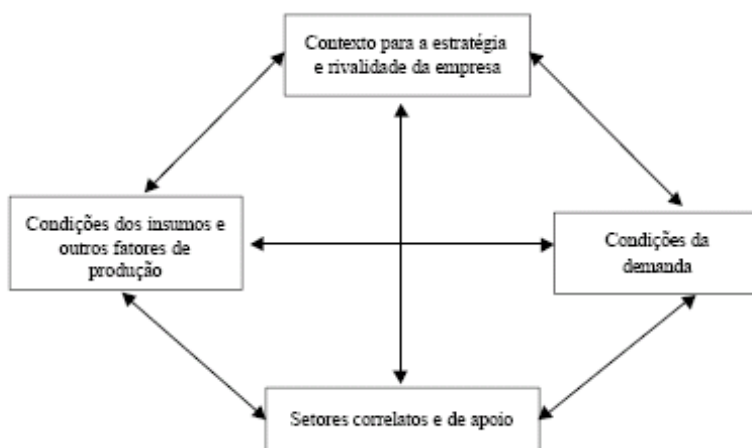 Contexto para a estratégia
e rivalidade da empresa
Condições dos insumos e
outros fatores de
produção
Condições da
demanda
Setores correlatos e de apoio